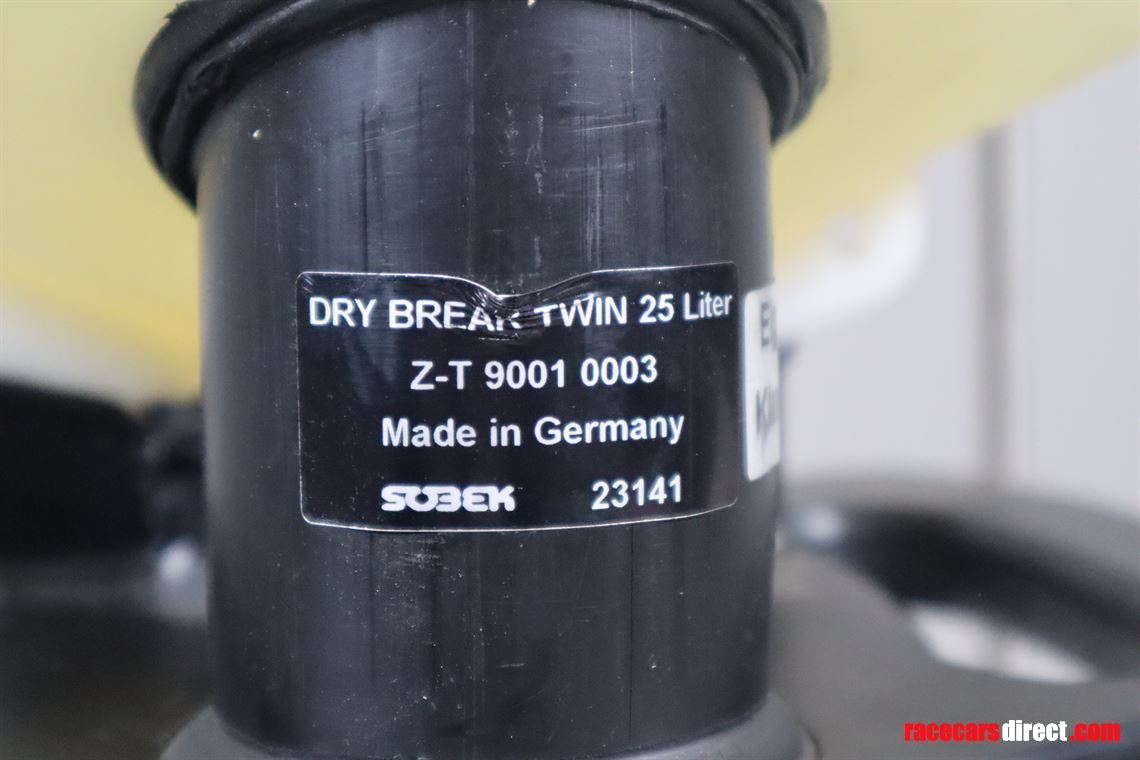 DRY BREAK TWIN 25 Liter
Z-T 9001 0003
Made in Germany
SOBEK 23141
racecarsdirect.com